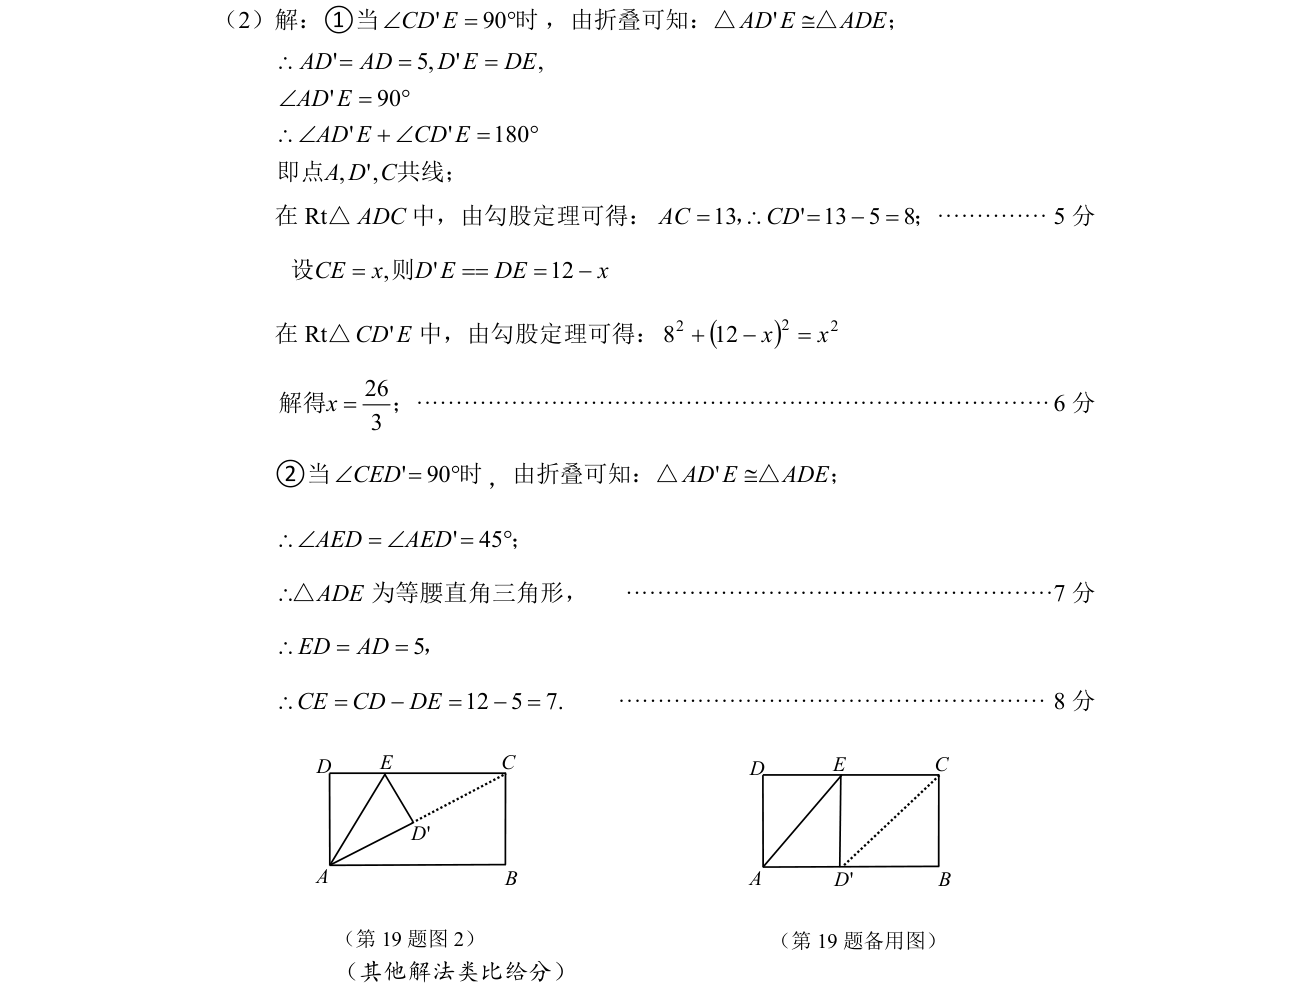 （2）解：①当∠CD'E = 90°时，由折叠可知：△AD'E ≅△ADE；
∴ AD'= AD = 5, D'E = DE,
∠AD'E = 90°
∴∠AD'E + ∠CD'E =180°
即点A, D', C共线；
在 Rt△ ADC 中，由勾股定理可得： AC =13,∴ CD'=13 − 5 = 8；⋯⋯⋯⋯⋯ 5 分
设CE = x, 则D'E == DE =12 − x
在 Rt△ CD'E 中，由勾股定理可得：8² + (12 − x)² = x²
解得x = 26/3；⋯⋯⋯⋯⋯⋯⋯⋯⋯⋯⋯⋯⋯⋯⋯⋯⋯⋯⋯⋯⋯⋯⋯⋯⋯⋯ 6 分
②当∠CED'= 90°时，由折叠可知：△AD'E ≅△ADE；
∴∠AED = ∠AED'= 45°；
∴△ADE 为等腰直角三角形， ⋯⋯⋯⋯⋯⋯⋯⋯⋯⋯⋯⋯⋯⋯⋯⋯⋯⋯7 分
∴ED = AD = 5，
∴CE = CD − DE =12 − 5 = 7. ⋯⋯⋯⋯⋯⋯⋯⋯⋯⋯⋯⋯⋯⋯⋯⋯⋯⋯ 8 分
D E C
D'
A B
D E C
A D' B
（第 19 题图 2）
（第 19 题备用图）
（其他解法类比给分）